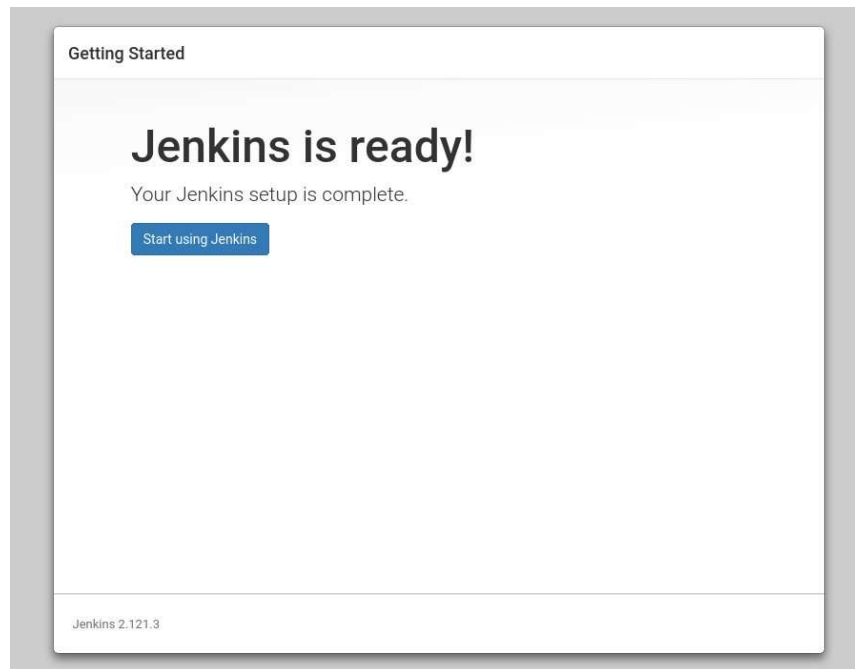 Getting Started
Jenkins is ready!
Your Jenkins setup is complete.
Start using Jenkins
Jenkins 2.121.3